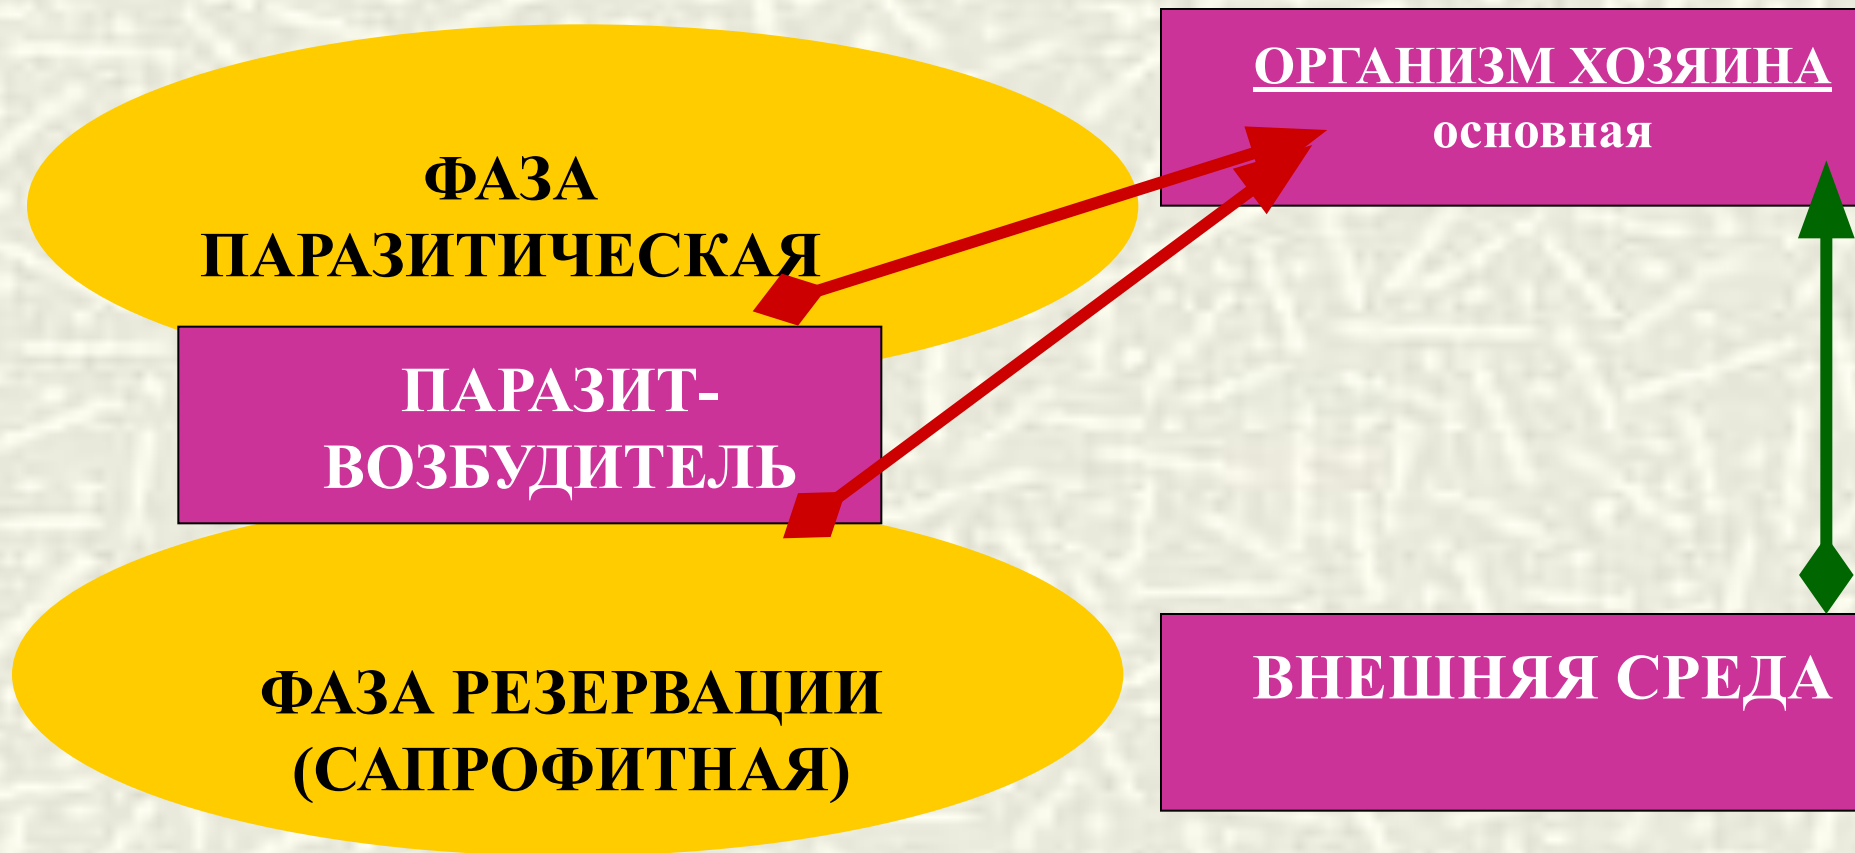 ФАЗА
ПАРАЗИТИЧЕСКАЯ
ПАРАЗИТ-
ВОЗБУДИТЕЛЬ
ФАЗА РЕЗЕРВАЦИИ
(САПРОФИТНАЯ)
ОРГАНИЗМ ХОЗЯИНА
основная
ВНЕШНЯЯ СРЕДА